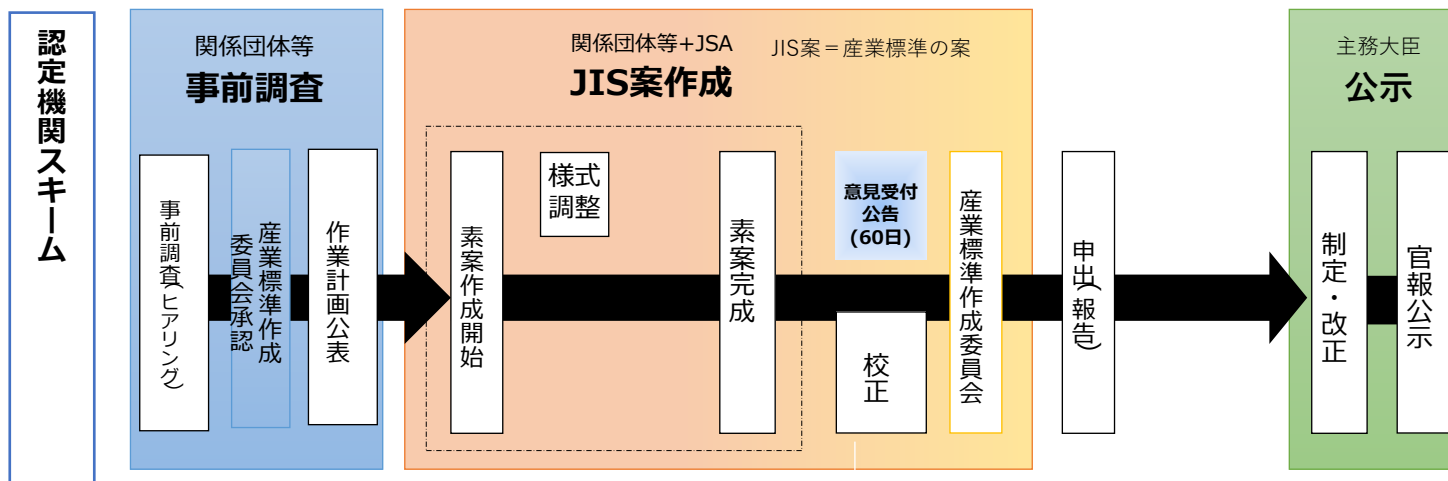 認定機関スキーム
関係団体等
事前調査
事前調査(ヒアリング)
産業標準作成
委員会承認
作業計画公表
関係団体等+JSA
JIS案=産業標準の案
JIS案作成
素案作成開始
様式
調整
素案完成
意見受付
公告
(60日)
校正
産業標準作成委員会
申出(報告)
主務大臣
公示
制定・改正
官報公示